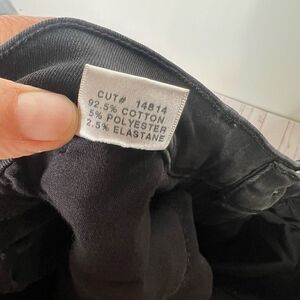 CUT# 14814
92.5% COTTON
5% POLYESTER
2.5% ELASTANE